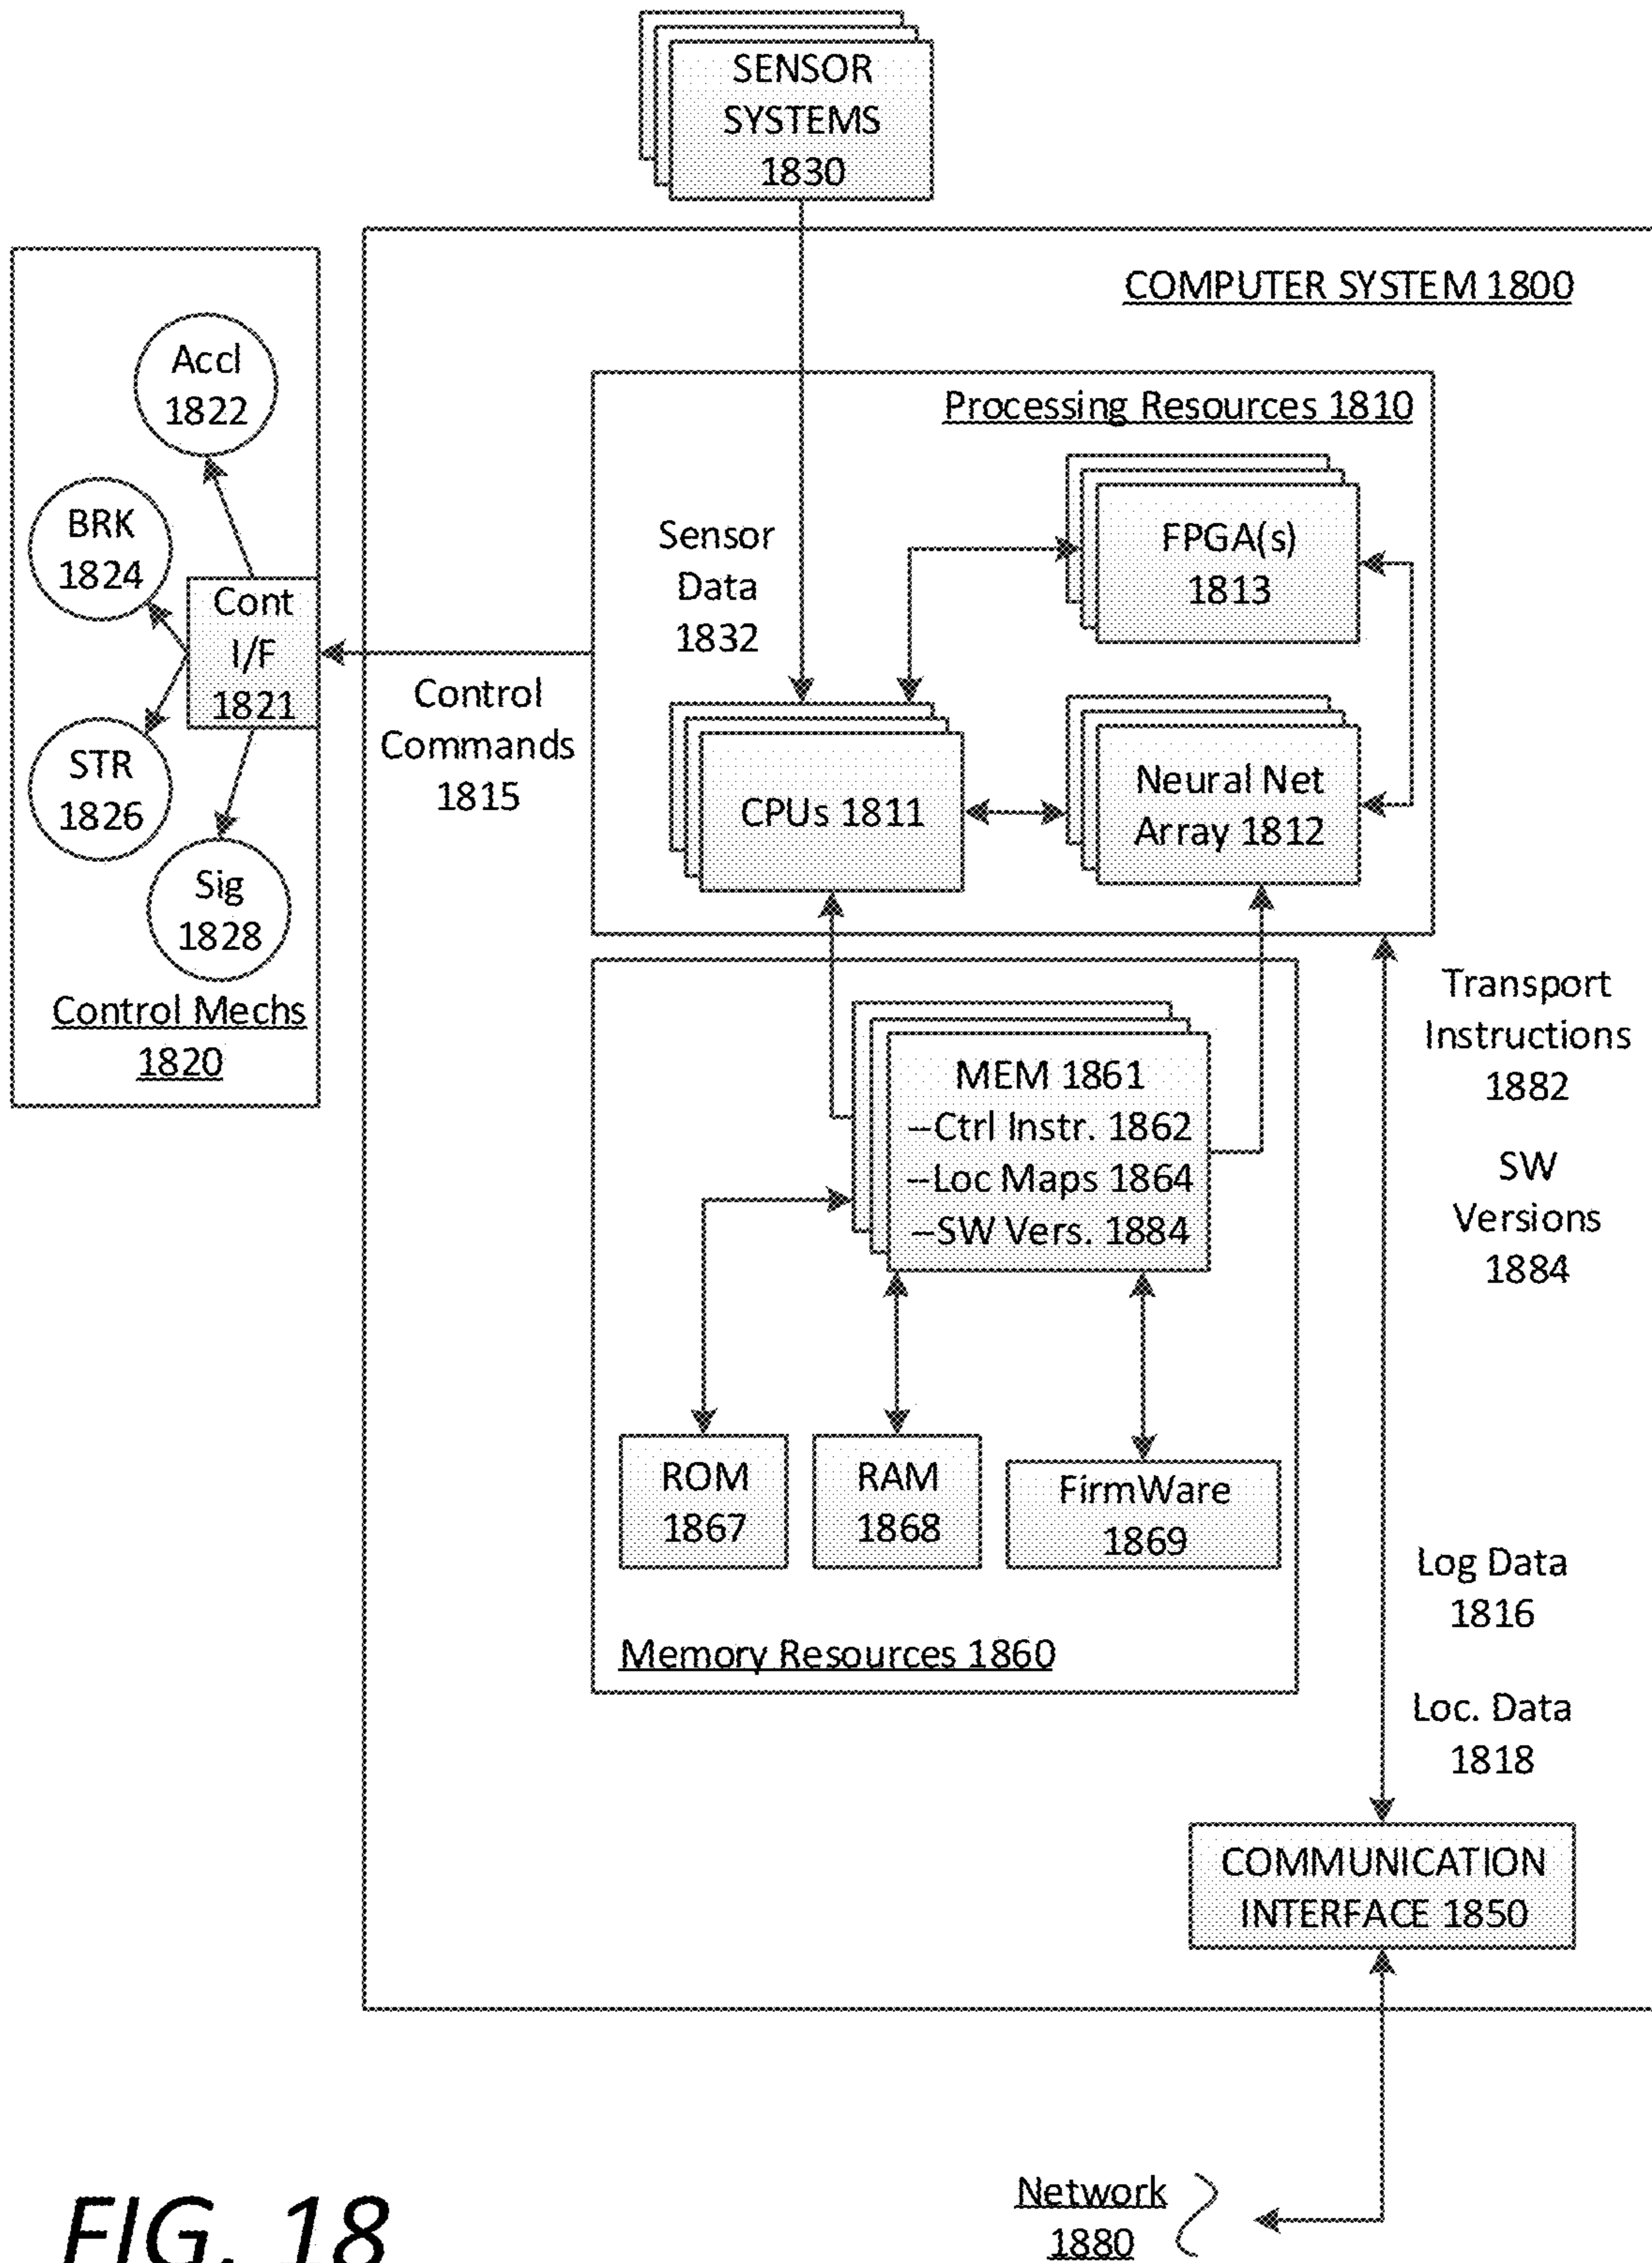 SENSOR
SYSTEMS
1830
COMPUTER SYSTEM 1800
Accl
1822
BRK
1824
Cont
I/F
1821
STR
1826
Sig
1828
Control Mechs
1820
Control
Commands
1815
Processing Resources 1810
Sensor
Data
1832
FPGA(s)
1813
CPUs 1811
Neural Net
Array 1812
MEM 1861
–Ctrl Instr. 1862
–Loc Maps 1864
–SW Vers. 1884
ROM
1867
RAM
1868
FirmWare
1869
Memory Resources 1860
Transport
Instructions
1882
SW
Versions
1884
Log Data
1816
Loc. Data
1818
COMMUNICATION
INTERFACE 1850
Network
1880
FIG. 18